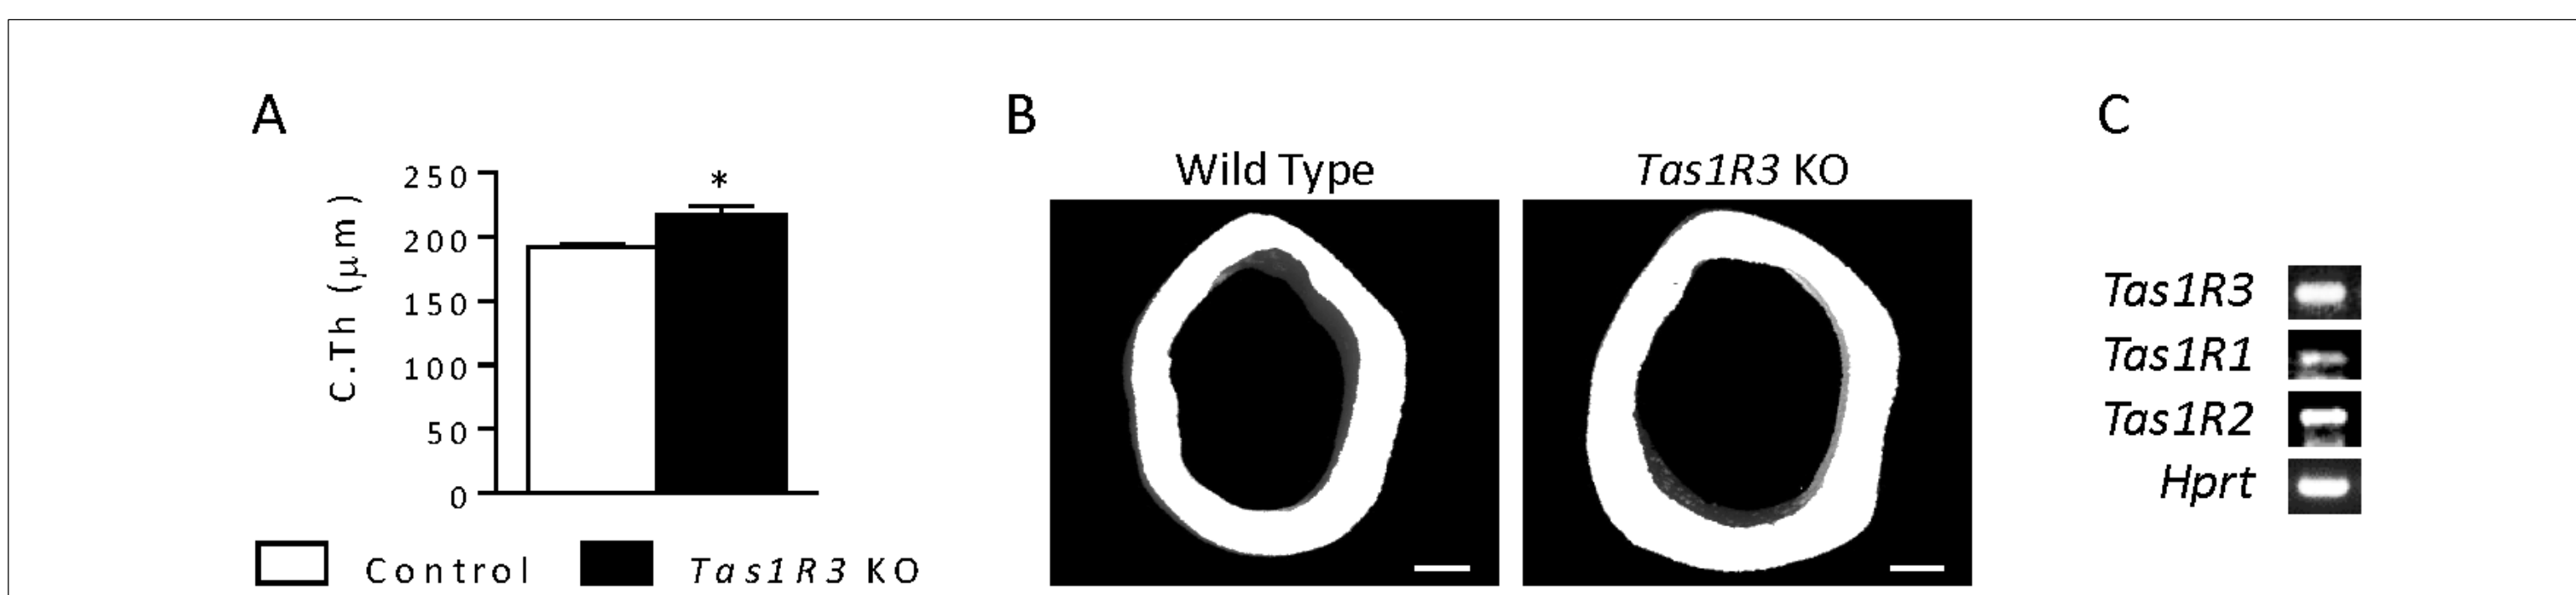 A
B
C
Wild Type
Tas1R3 KO
C.Th (μm)
250
200
150
100
50
0
*
Control
Tas1R3 KO
Tas1R3
Tas1R1
Tas1R2
Hprt